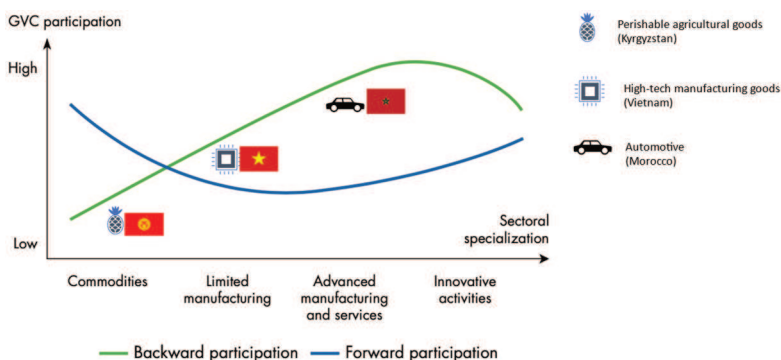 GVC participation
High
Low
Sectoral
specialization
Commodities
Limited
manufacturing
Advanced
manufacturing
and services
Innovative
activities
Backward participation
Forward participation
Perishable agricultural goods
(Kyrgyzstan)
High-tech manufacturing goods
(Vietnam)
Automotive
(Morocco)